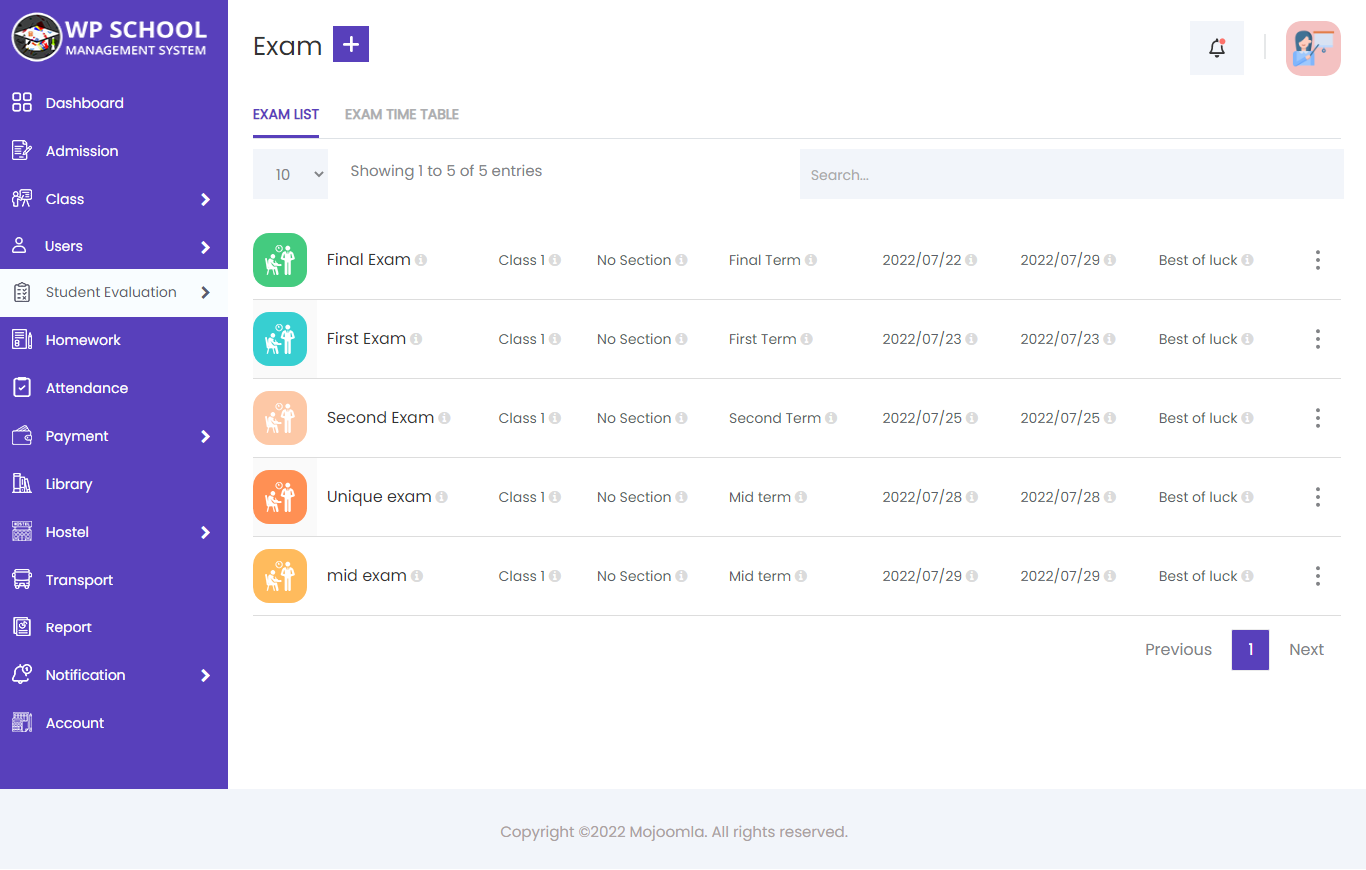 WP SCHOOL
MANAGEMENT SYSTEM
Dashboard
Admission
Class
Users
Student Evaluation
Homework
Attendance
Payment
Library
Hostel
Transport
Report
Notification
Account
Exam +
EXAM LIST EXAM TIME TABLE
10 Showing 1 to 5 of 5 entries Search...
Final Exam Class 1 No Section Final Term 2022/07/22 2022/07/29 Best of luck
First Exam Class 1 No Section First Term 2022/07/23 2022/07/23 Best of luck
Second Exam Class 1 No Section Second Term 2022/07/25 2022/07/25 Best of luck
Unique exam Class 1 No Section Mid term 2022/07/28 2022/07/28 Best of luck
mid exam Class 1 No Section Mid term 2022/07/29 2022/07/29 Best of luck
Previous 1 Next
Copyright ©2022 Mojoomla. All rights reserved.